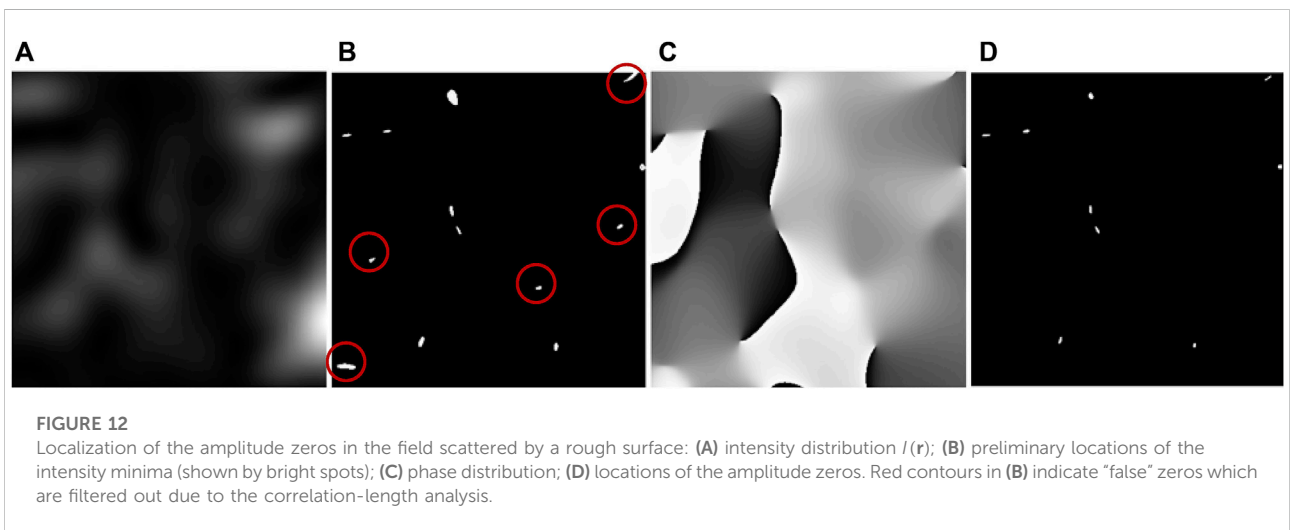 A B C D
FIGURE 12
Localization of the amplitude zeros in the field scattered by a rough surface: (A) intensity distribution I(r); (B) preliminary locations of the
intensity minima (shown by bright spots); (C) phase distribution; (D) locations of the amplitude zeros. Red contours in (B) indicate “false” zeros which
are filtered out due to the correlation-length analysis.